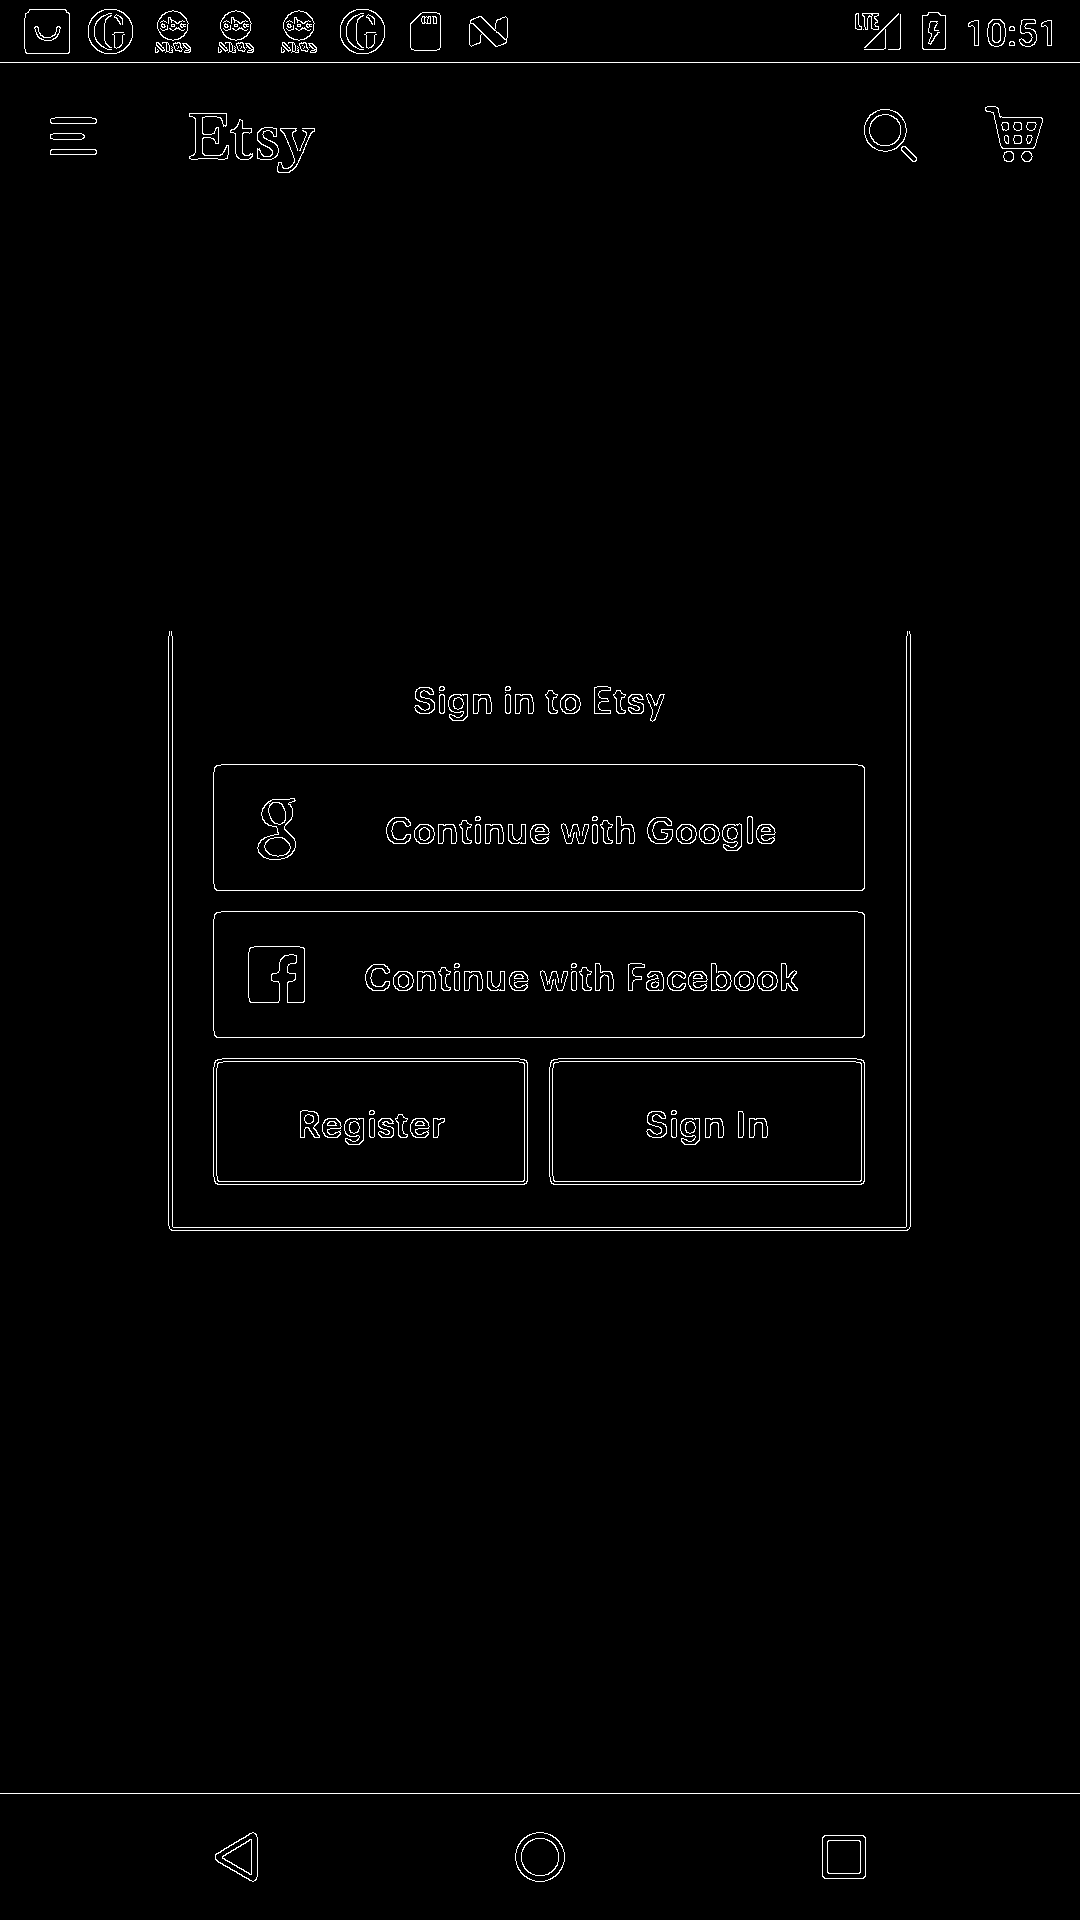 LTE 10:51
Etsy
Sign in to Etsy
Continue with Google
Continue with Facebook
Register
Sign In